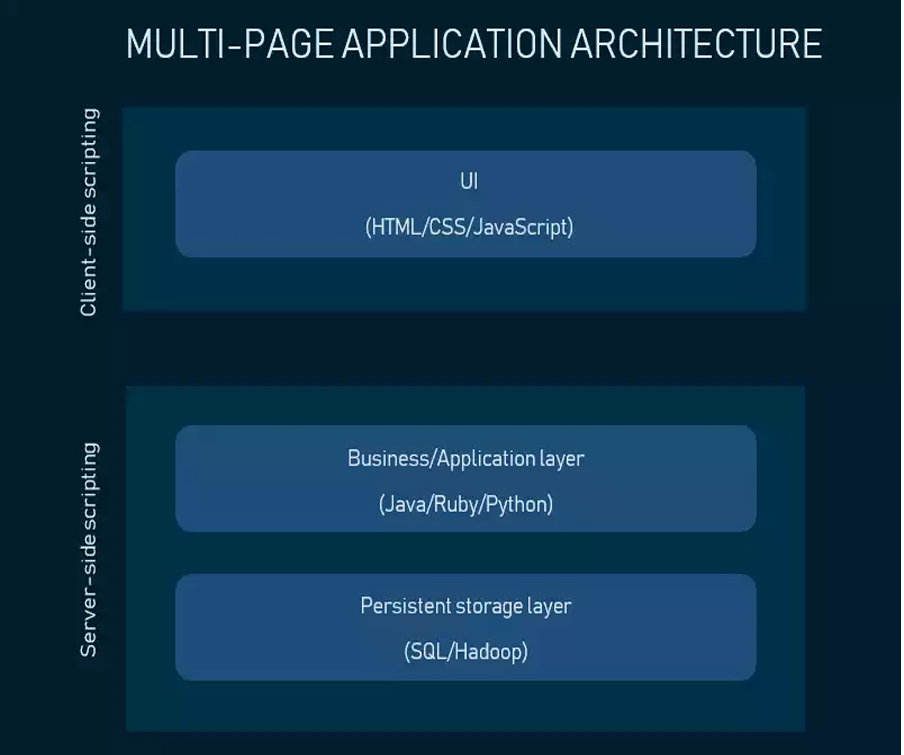 MULTI-PAGE APPLICATION ARCHITECTURE
Client-side scripting
UI
(HTML/CSS/JavaScript)
Server-side scripting
Business/Application layer
(Java/Ruby/Python)
Persistent storage layer
(SQL/Hadoop)